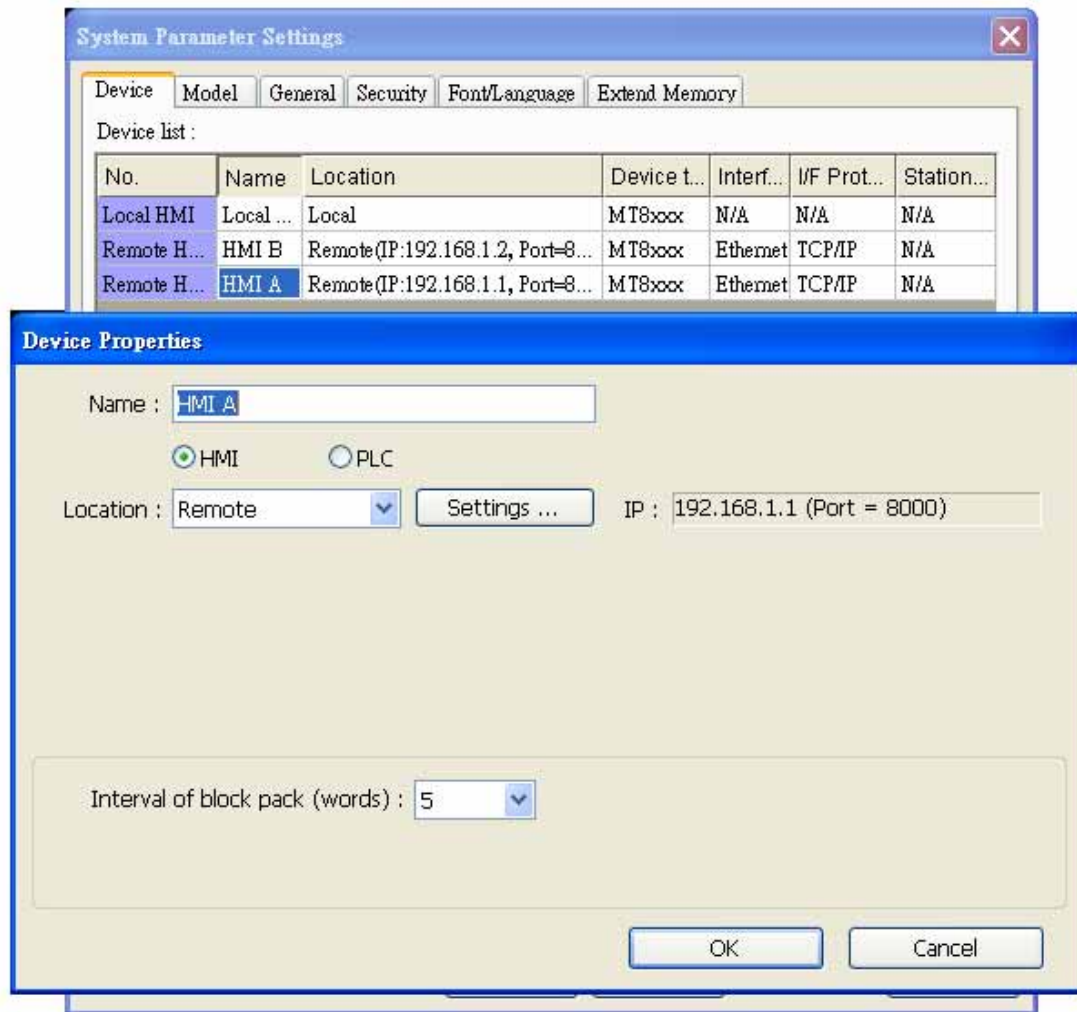 System Parameter Settings
Device Model General Security Font/Language Extend Memory
Device list :
No. Name Location Device t... Interf... I/F Prot... Station...
Local HMI Local ... Local MT8xxx N/A N/A N/A
Remote H... HMI B Remote(IP:192.168.1.2, Port=8... MT8xxx Ethernet TCP/IP N/A
Remote H... HMI A Remote(IP:192.168.1.1, Port=8... MT8xxx Ethernet TCP/IP N/A
Device Properties
Name : HMI A
HMI PLC
Location : Remote Settings ... IP : 192.168.1.1 (Port = 8000)
Interval of block pack (words) : 5
OK Cancel